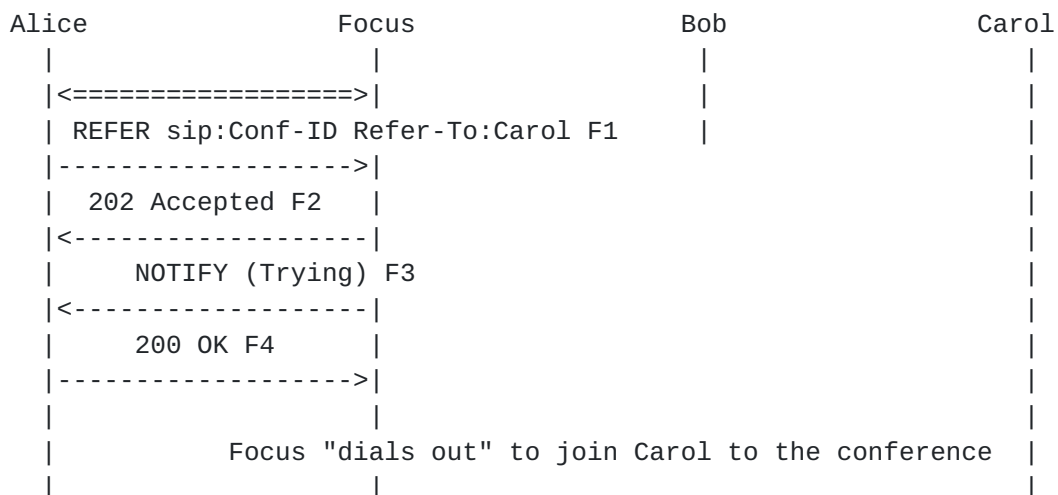 Alice                Focus                Bob                Carol
  |                    |                    |                    |
  |<==================>|                    |                    |
  | REFER sip:Conf-ID Refer-To:Carol F1     |                    |
  |------------------->|                                         |
  |  202 Accepted F2   |                                         |
  |<-------------------|                                         |
  |     NOTIFY (Trying) F3                                       |
  |<-------------------|                                         |
  |     200 OK F4      |                                         |
  |------------------->|                                         |
  |                    |                                         |
  |           Focus "dials out" to join Carol to the conference  |
  |                    |                                         |